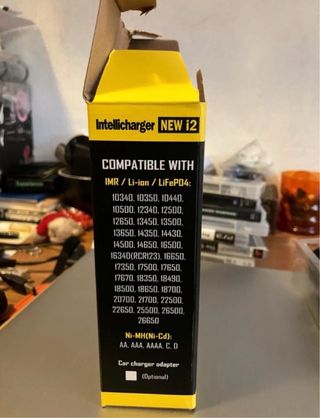 Intellicharger NEW i2
COMPATIBLE WITH
IMR / Li-ion / LiFePO4:
10340, 10350, 10440,
10500, 12340, 12500,
12650, 13450, 13500,
13650, 14350, 14430,
14500, 14650, 16500,
16340(RCR123), 16650,
17350, 17500, 17650,
17670, 18350, 18490,
18500, 18650, 18700,
20700, 21700, 22500,
22650, 25500, 26500,
26650
Ni-MH(Ni-Cd):
AA, AAA, AAAA, C, D
Car charger adapter
(Optional)